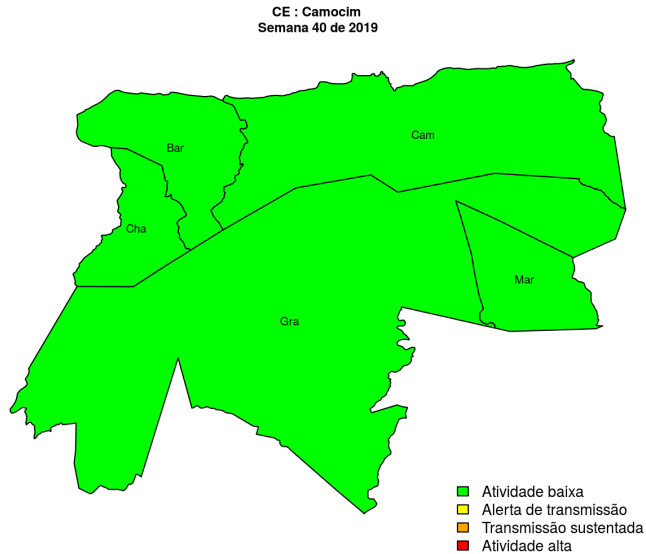 CE : Camocim
Semana 40 de 2019
Bar
Cam
Cha
Mar
Gra
Atividade baixa
Alerta de transmissão
Transmissão sustentada
Atividade alta